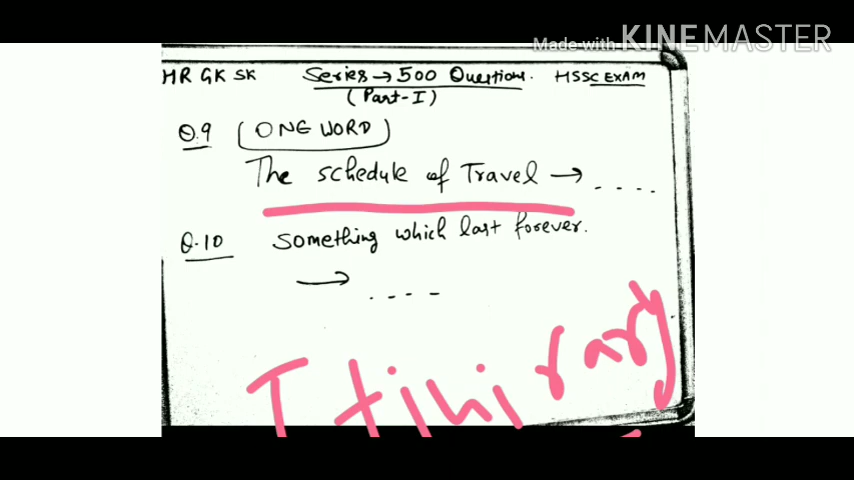 Made with KINEMASTER
HR GK SK Series → 500 Questions. HSSC EXAM
(Part-I)
Q.9 (ONE WORD)
The schedule of Travel → ....
Q.10 Something which last forever.
→ ....
Itinirary